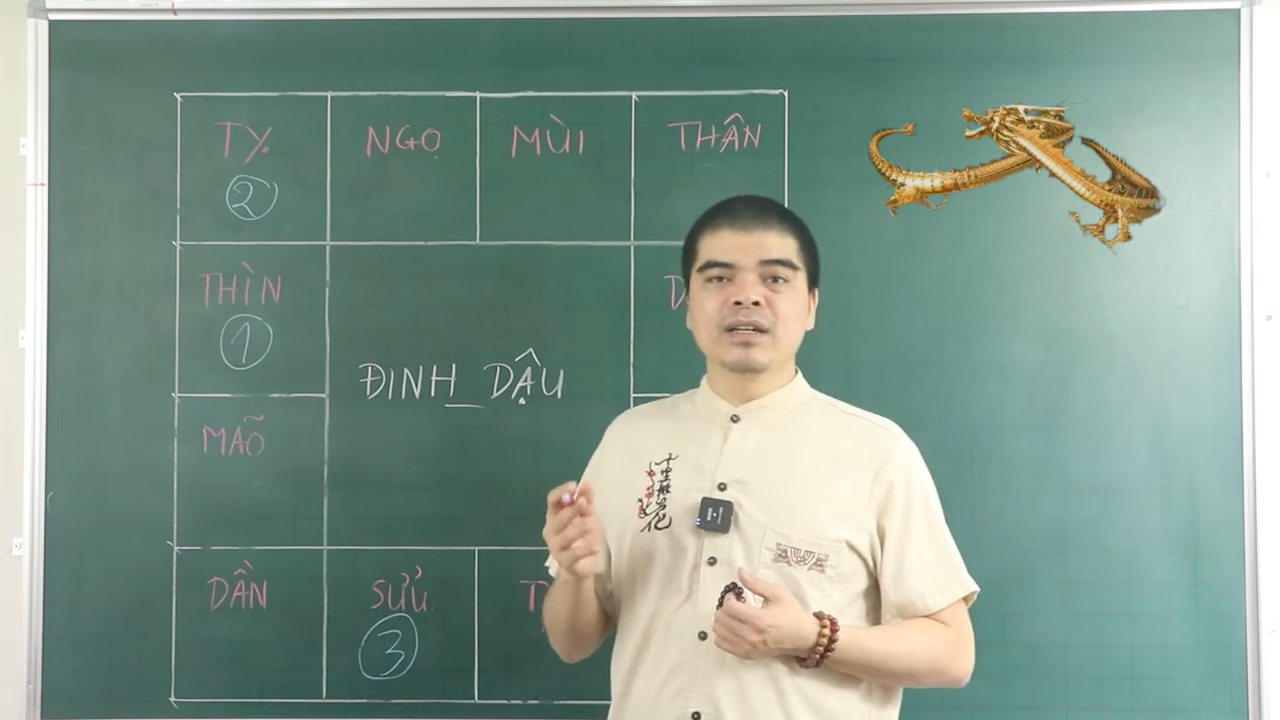 TỴ NGỌ MÙI THÂN
②
THÌN
①
ĐINH_DẬU
MÃO
DẦN SỬU
③